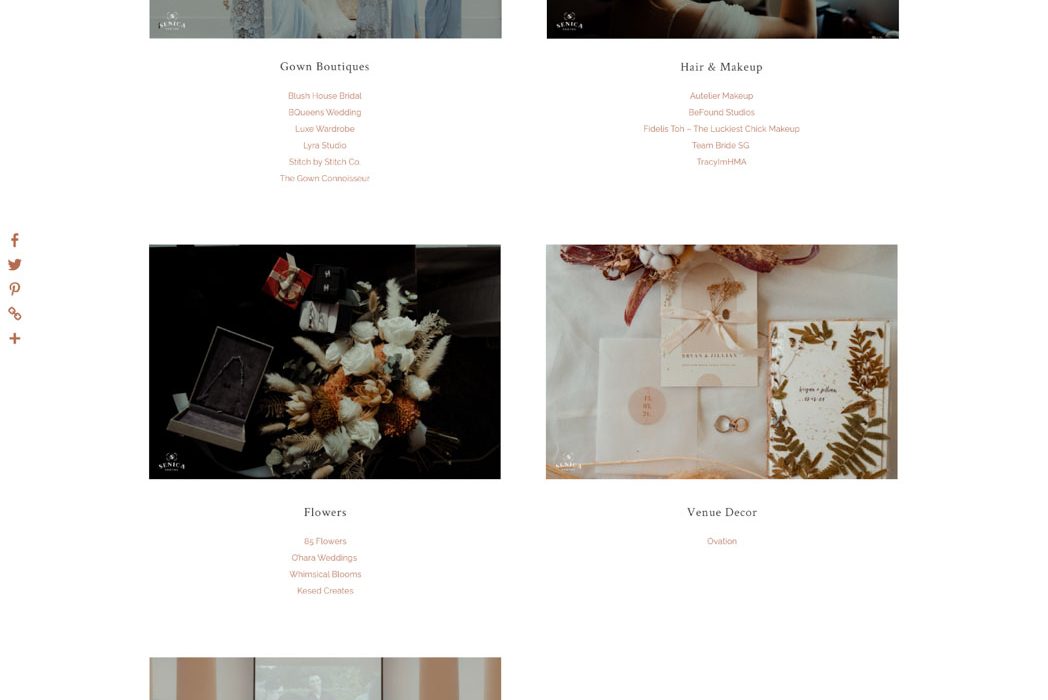 SENICA
SENICA
Gown Boutiques
Blush House Bridal
BQueens Wedding
Luxe Wardrobe
Lyra Studio
Stitch by Stitch Co.
The Gown Connoisseur
Hair & Makeup
Autelier Makeup
BeFound Studios
Fidelis Toh – The Luckiest Chick Makeup
Team Bride SG
TracyImHMA
SENICA
BRYAN & JILLIAN
SENICA
Flowers
85 Flowers
O'hara Weddings
Whimsical Blooms
Kesed Creates
Venue Decor
Ovation